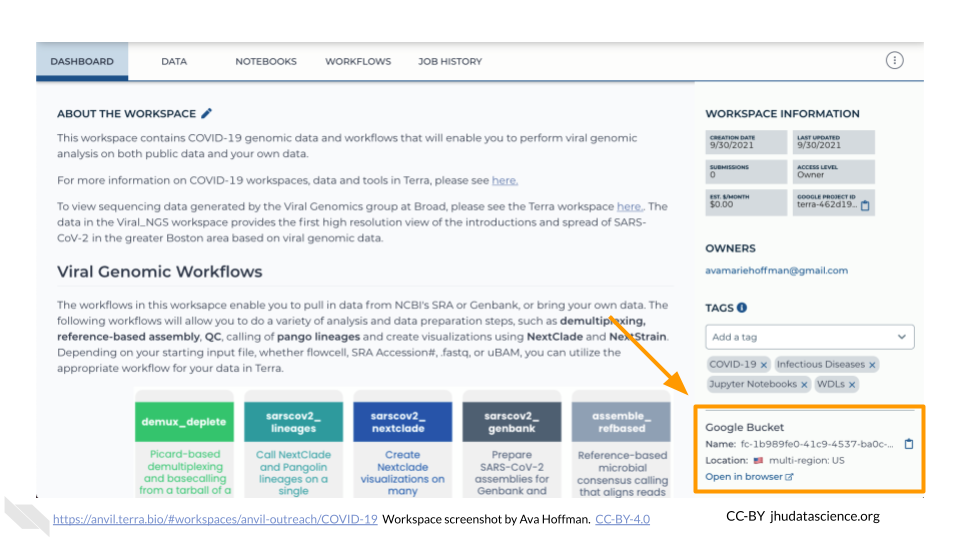 DASHBOARD DATA NOTEBOOKS WORKFLOWS JOB HISTORY
ABOUT THE WORKSPACE
This workspace contains COVID-19 genomic data and workflows that will enable you to perform viral genomic
analysis on both public data and your own data.
For more information on COVID-19 workspaces, data and tools in Terra, please see here.
To view sequencing data generated by the Viral Genomics group at Broad, please see the Terra workspace here,. The
data in the Viral_NGS workspace provides the first high resolution view of the introductions and spread of SARS-
CoV-2 in the greater Boston area based on viral genomic data.
Viral Genomic Workflows
The workflows in this worksapce enable you to pull in data from NCBI's SRA or Genbank, or bring your own data. The
following workflows will allow you to do a variety of analysis and data preparation steps, such as demultiplexing,
reference-based assembly, QC, calling of pango lineages and create visualizations using NextClade and NextStrain.
Depending on your starting input file, whether flowcell, SRA Accession#, .fastq, or uBAM, you can utilize the
appropriate workflow for your data in Terra.
demux_deplete
Picard-based
demultiplexing
and basecalling
from a tarball of a
sarscov2_
lineages
Call NextClade
and Pangolin
lineages on a
single
sarscov2_
nextclade
Create
Nextclade
visualizations on
many
sarscov2_
genbank
Prepare
SARS-CoV-2
assemblies for
Genbank and
assemble_
refbased
Reference-based
microbial
consensus calling
that aligns reads
WORKSPACE INFORMATION
CREATION DATE
9/30/2021
LAST UPDATED
9/30/2021
SUBMISSIONS
0
ACCESS LEVEL
Owner
EST. $/MONTH
$0.00
GOOGLE PROJECT ID
terra-462d19...
OWNERS
avamariehoffman@gmail.com
TAGS
Add a tag
COVID-19 x Infectious Diseases x
Jupyter Notebooks x WDLs x
Google Bucket
Name: fc-1b989fe0-41c9-4537-ba0c-...
Location: multi-region: US
Open in browser
https://anvil.terra.bio/#workspaces/anvil-outreach/COVID-19 Workspace screenshot by Ava Hoffman. CC-BY-4.0
CC-BY jhudatascience.org